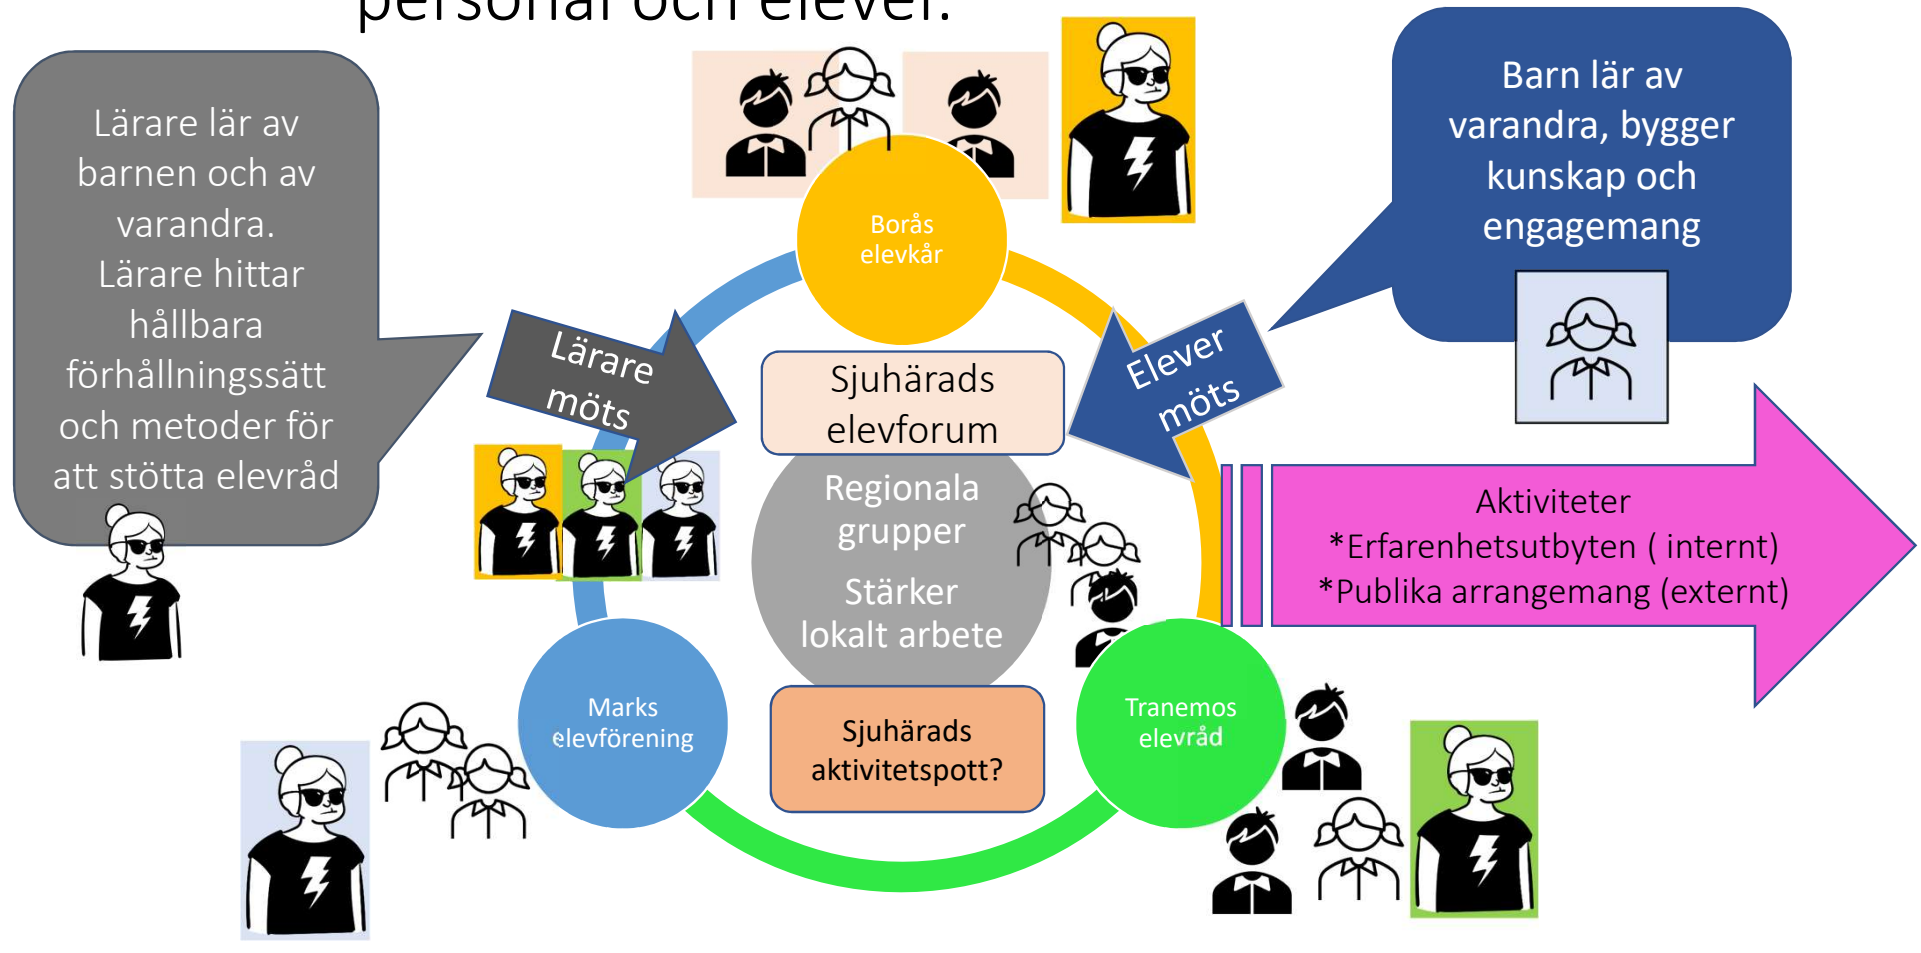 personal och elever.
Lärare lär av
barnen och av
varandra.
Lärare hittar
hållbara
förhållningssätt
och metoder för
att stötta elevråd
Barn lär av
varandra, bygger
kunskap och
engagemang
Borås
elevkår
Lärare
möts
Elever
möts
Sjuhärads
elevforum
Regionala
grupper
Stärker
lokalt arbete
Aktiviteter
*Erfarenhetsutbyten ( internt)
*Publika arrangemang (externt)
Marks
elevförening
Sjuhärads
aktivitetspott?
Tranemos
elevråd